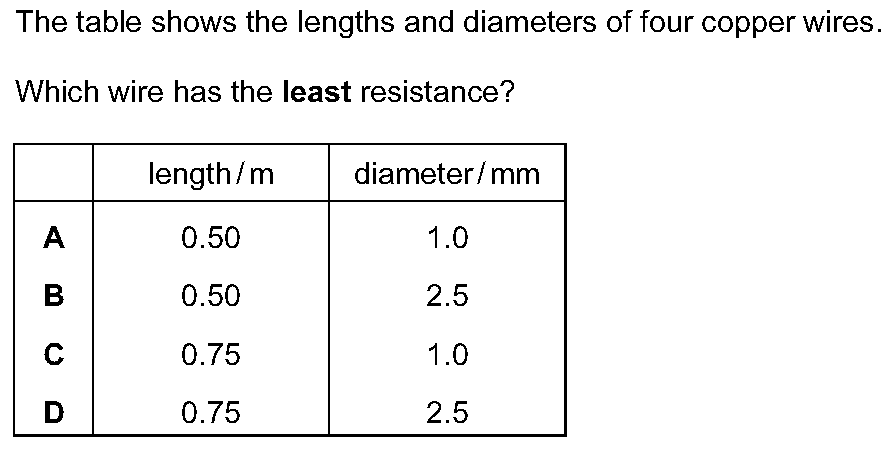 The table shows the lengths and diameters of four copper wires.
Which wire has the least resistance?
length / m diameter / mm
A 0.50 1.0
B 0.50 2.5
C 0.75 1.0
D 0.75 2.5